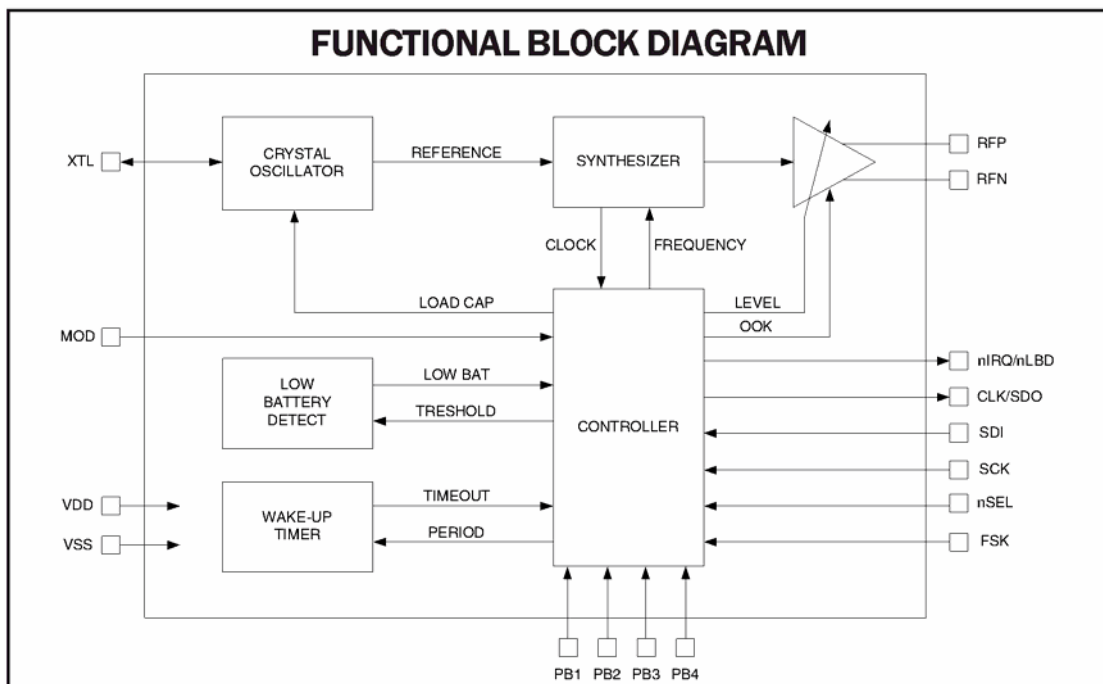 FUNCTIONAL BLOCK DIAGRAM
XTL
CRYSTAL
OSCILLATOR
REFERENCE
SYNTHESIZER
RFP
RFN
CLOCK
FREQUENCY
LOAD CAP
LEVEL
MOD
OOK
LOW
BATTERY
DETECT
LOW BAT
TRESHOLD
CONTROLLER
nIRQ/nLBD
CLK/SDO
SDI
SCK
nSEL
FSK
VDD
VSS
WAKE-UP
TIMER
TIMEOUT
PERIOD
PB1
PB2
PB3
PB4